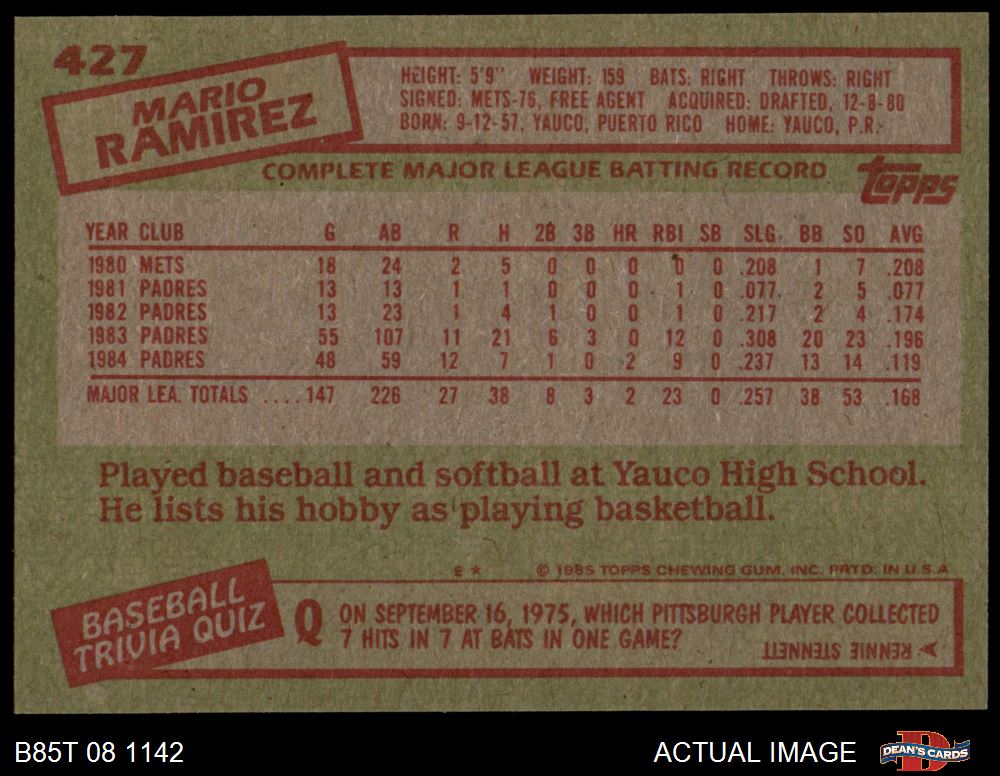 427
MARIO
RAMIREZ
HEIGHT: 5'9" WEIGHT: 159 BATS: RIGHT THROWS: RIGHT
SIGNED: METS-76, FREE AGENT ACQUIRED: DRAFTED, 12-8-80
BORN: 9-12-57, YAUCO, PUERTO RICO HOME: YAUCO, P.R.
COMPLETE MAJOR LEAGUE BATTING RECORD
topps
YEAR CLUB G AB R H 2B 3B HR RBI SB SLG. BB SO AVG
1980 METS 18 24 2 5 0 0 0 0 0 .208 1 7 .208
1981 PADRES 13 13 1 1 0 0 0 1 0 .077 2 5 .077
1982 PADRES 13 23 1 4 1 0 0 1 0 .217 2 4 .174
1983 PADRES 55 107 11 21 6 3 0 12 0 .308 20 23 .196
1984 PADRES 48 59 12 7 1 0 2 9 0 .237 13 14 .119
MAJOR LEA. TOTALS ....147 226 27 38 8 3 2 23 0 .257 38 53 .168
Played baseball and softball at Yauco High School.
He lists his hobby as playing basketball.
E * © 1985 TOPPS CHEWING GUM, INC. PRTD. IN U.S.A.
BASEBALL
TRIVIA QUIZ
Q ON SEPTEMBER 16, 1975, WHICH PITTSBURGH PLAYER COLLECTED
7 HITS IN 7 AT BATS IN ONE GAME?
A RENNIE STENNETT
B85T 08 1142
ACTUAL IMAGE
D
DEAN'S CARDS